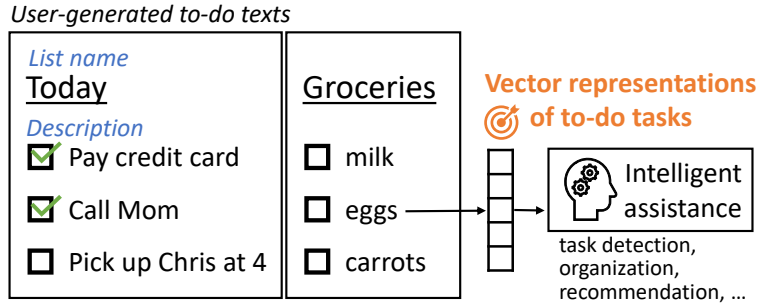 User-generated to-do texts
List name
Today
Description
Pay credit card
Call Mom
Pick up Chris at 4
Groceries
milk
eggs
carrots
Vector representations
of to-do tasks
Intelligent
assistance
task detection,
organization,
recommendation, ...